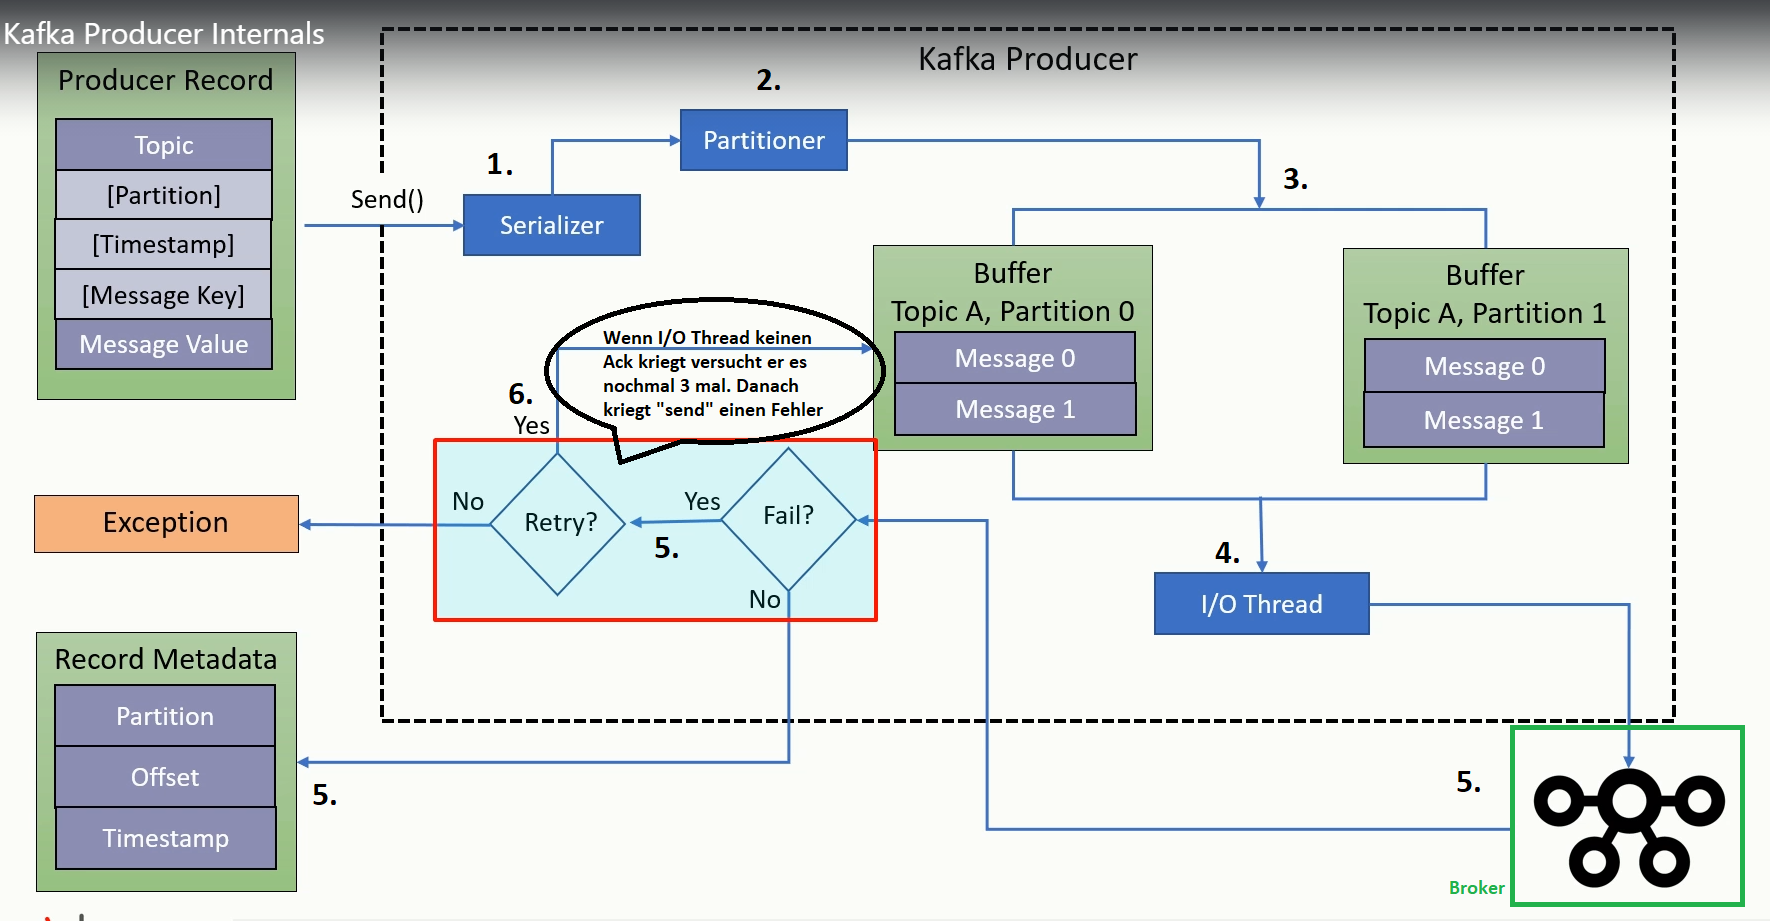 Kafka Producer Internals
Producer Record
Topic
[Partition]
[Timestamp]
[Message Key]
Message Value
Send()
Kafka Producer
1.
Serializer
2.
Partitioner
3.
Buffer
Topic A, Partition 0
Message 0
Message 1
Buffer
Topic A, Partition 1
Message 0
Message 1
Wenn I/O Thread keinen
Ack kriegt versucht er es
nochmal 3 mal. Danach
kriegt "send" einen Fehler
6.
Yes
No
Retry?
Yes
5.
Fail?
No
Exception
4.
I/O Thread
Record Metadata
Partition
Offset
Timestamp
5.
5.
Broker